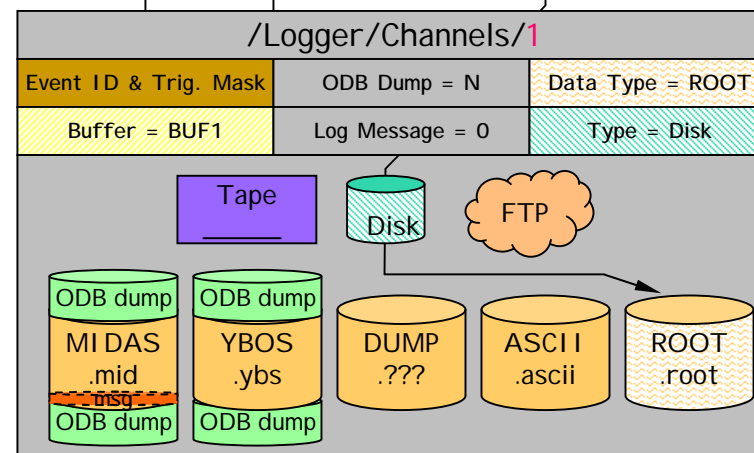 /Logger/Channels/1
Event ID & Trig. Mask
ODB Dump = N
Data Type = ROOT
Buffer = BUF1
Log Message = 0
Type = Disk
Tape
Disk
FTP
ODB dump
ODB dump
MIDAS
.mid
YBOS
.ybs
DUMP
.???
ASCII
.ascii
ROOT
.root
msg
ODB dump
ODB dump